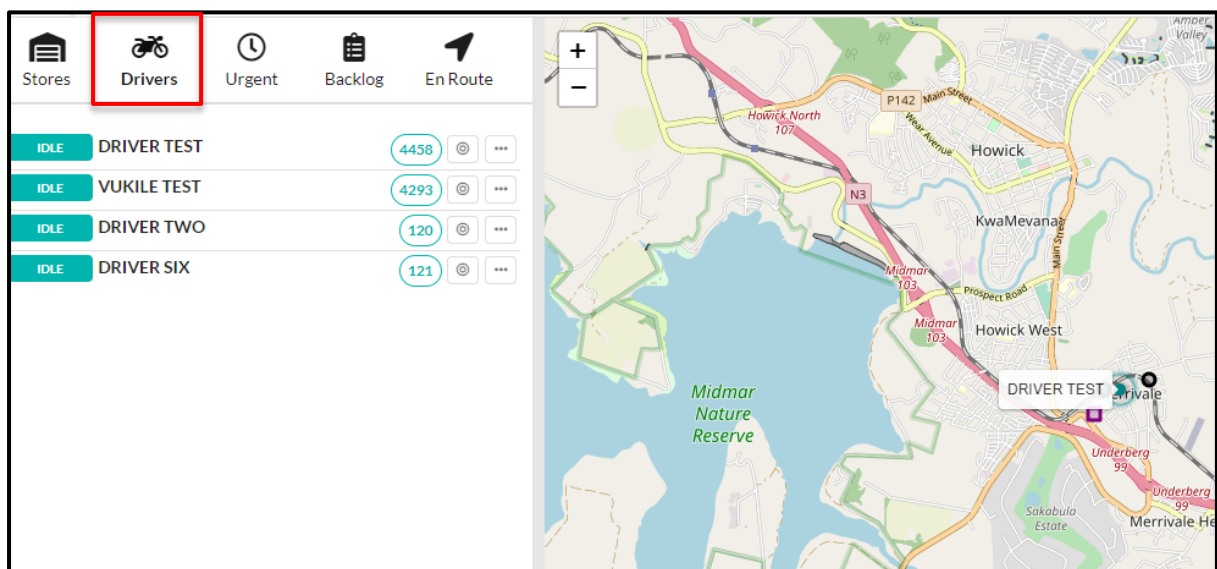 Stores
Drivers
Urgent
Backlog
En Route
IDLE DRIVER TEST 4458
IDLE VUKILE TEST 4293
IDLE DRIVER TWO 120
IDLE DRIVER SIX 121
+
−
Amber
Valley
P142
Main Street
Wear Avenue
Howick North
107
Howick
N3
KwaMevana
Main Street
Midmar
103
Prospect Road
Midmar
103
Howick West
DRIVER TEST
errivale
Midmar
Nature
Reserve
Underberg
99
Underberg
99
Sakabula
Estate
Merrivale He